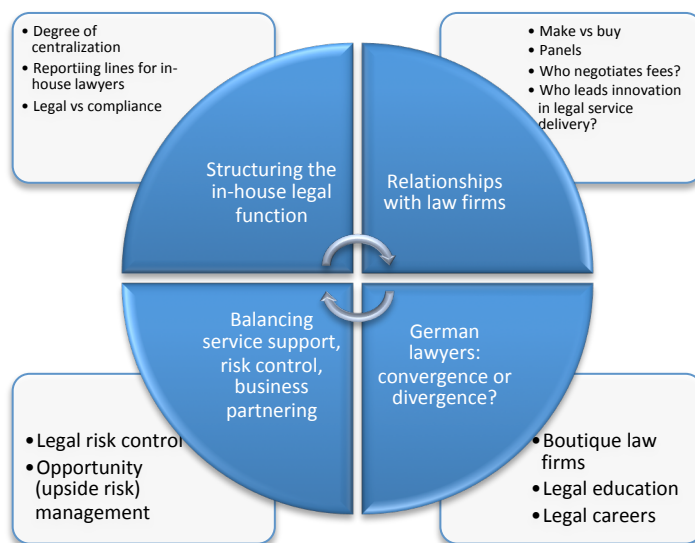 • Degree of
centralization
• Reportiing lines for in-
house lawyers
• Legal vs compliance
• Make vs buy
• Panels
• Who negotiates fees?
• Who leads innovation
in legal service
delivery?
Structuring the
in-house legal
function
Relationships
with law firms
Balancing
service support,
risk control,
business
partnering
German
lawyers:
convergence or
divergence?
• Legal risk control
• Opportunity
(upside risk)
management
• Boutique law
firms
• Legal education
• Legal careers